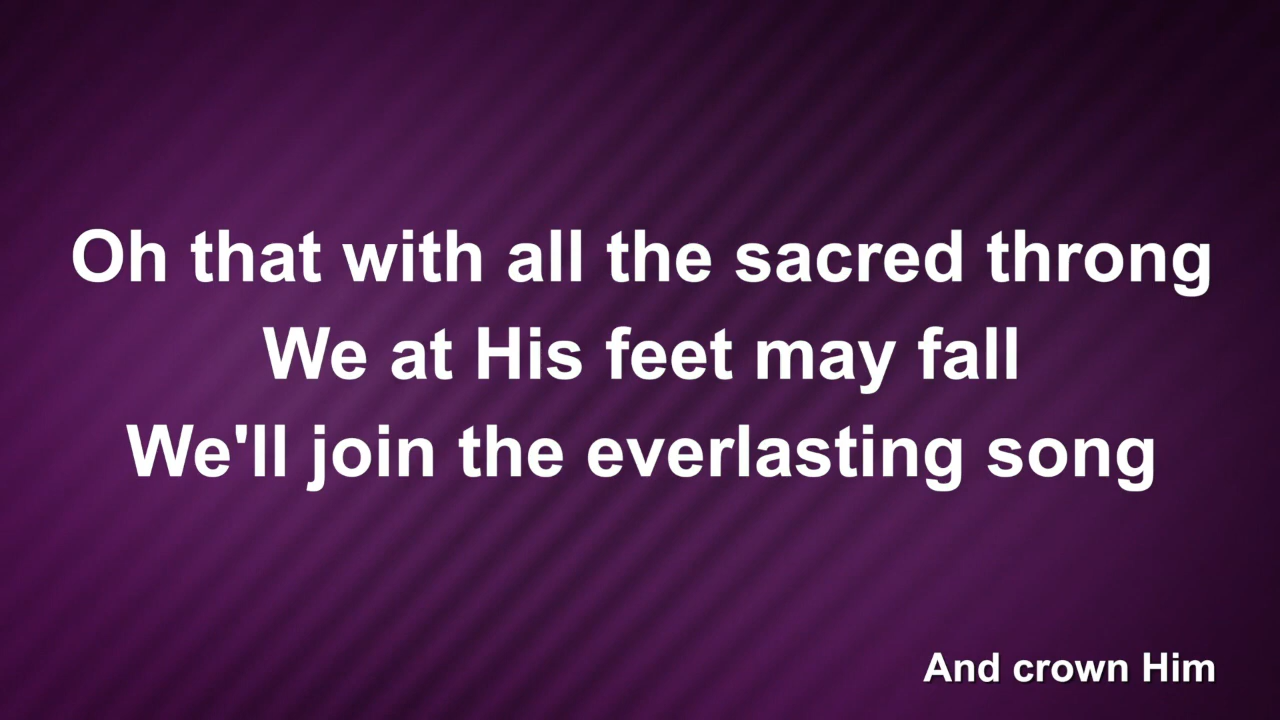 Oh that with all the sacred throng
We at His feet may fall
We'll join the everlasting song
And crown Him